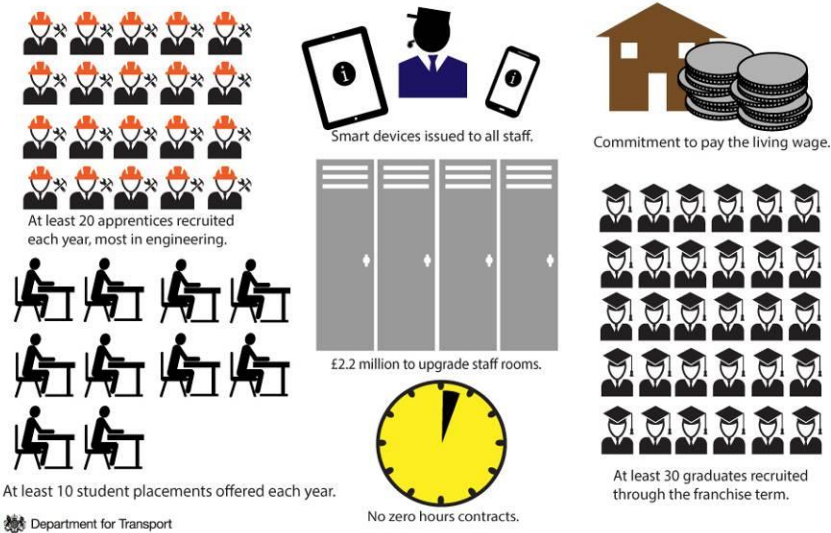 At least 20 apprentices recruited
each year, most in engineering.
Smart devices issued to all staff.
Commitment to pay the living wage.
£2.2 million to upgrade staff rooms.
At least 10 student placements offered each year.
No zero hours contracts.
At least 30 graduates recruited
through the franchise term.
Department for Transport